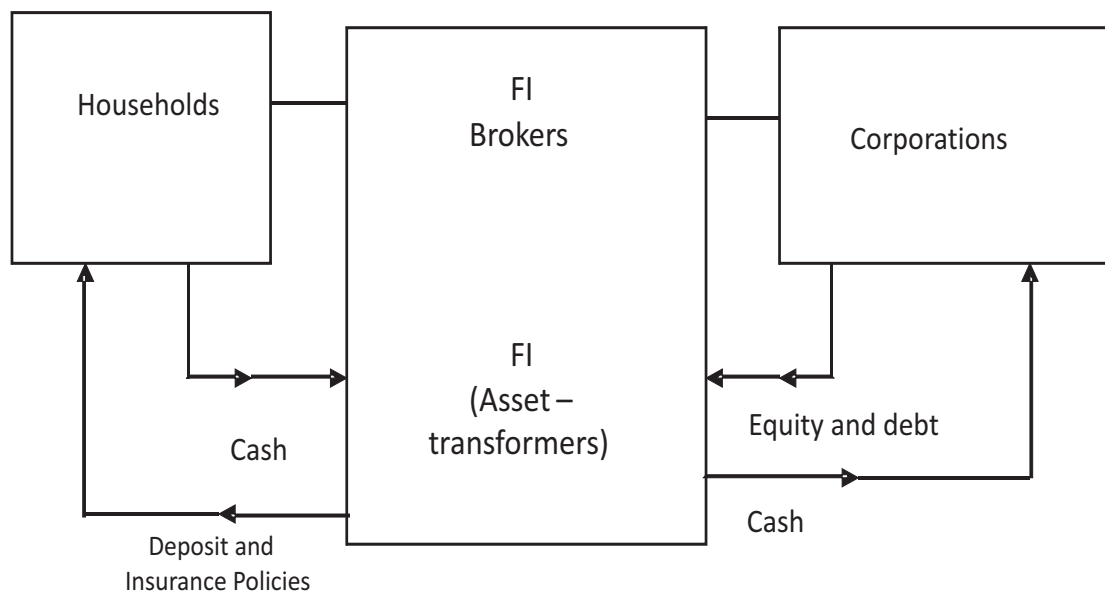 Households
FI
Brokers
Corporations
FI
(Asset –
transformers)
Cash
Equity and debt
Cash
Deposit and
Insurance Policies